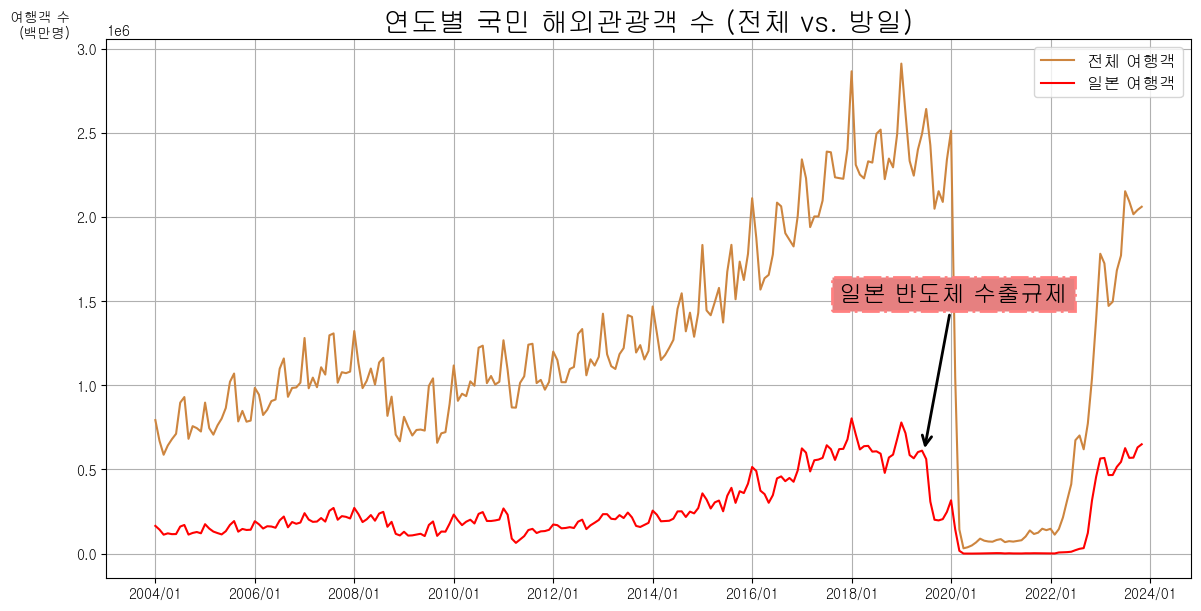 연도별 국민 해외관광객 수 (전체 vs. 방일)
여행객 수
(백만명)
1e6
전체 여행객
일본 여행객
3.0
2.5
2.0
1.5
1.0
0.5
0.0
일본 반도체 수출규제
2004/01
2006/01
2008/01
2010/01
2012/01
2014/01
2016/01
2018/01
2020/01
2022/01
2024/01